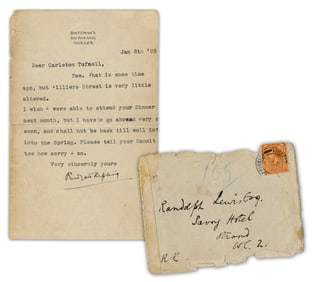 BATEMAN'S
BURWASH
SUSSEX
Jan 8th '25
Dear Carleton Tufnell,
Yes. that is some time
ago, but Villiers Street is very little
altered.
I wish I were able to attend your Dinner
next month, but I have to go abroad very s
soon, and shall not be back till well int
into the Spring. Please tell your Commit
tee how sorry I am.
Very sincerely yours
Rudyard Kipling
Randolph Lewis Esq.
Savoy Hotel
Strand
W.C. 2.
R.K.